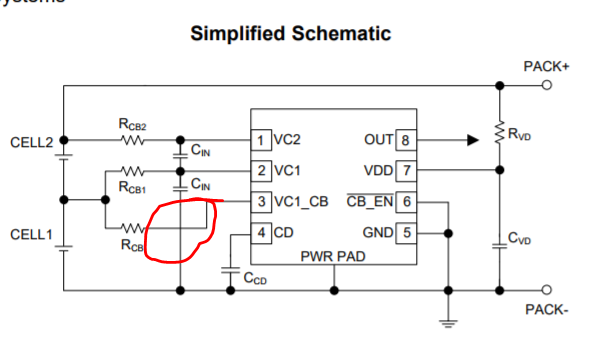 Simplified Schematic
PACK+
RCB2
CELL2
CIN
1 VC2
OUT 8
RVD
2 VC1
VDD 7
RCB1
CIN
3 VC1_CB
CB_EN 6
CELL1
RCB
4 CD
GND 5
CVD
PWR PAD
CCD
PACK-